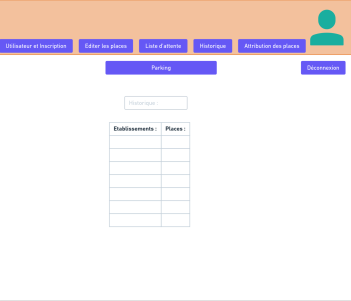 Utilisateur et Inscription
Editer les places
Liste d'attente
Historique
Attribution des places
Parking
Déconnexion
Historique :
Etablissements : Places :